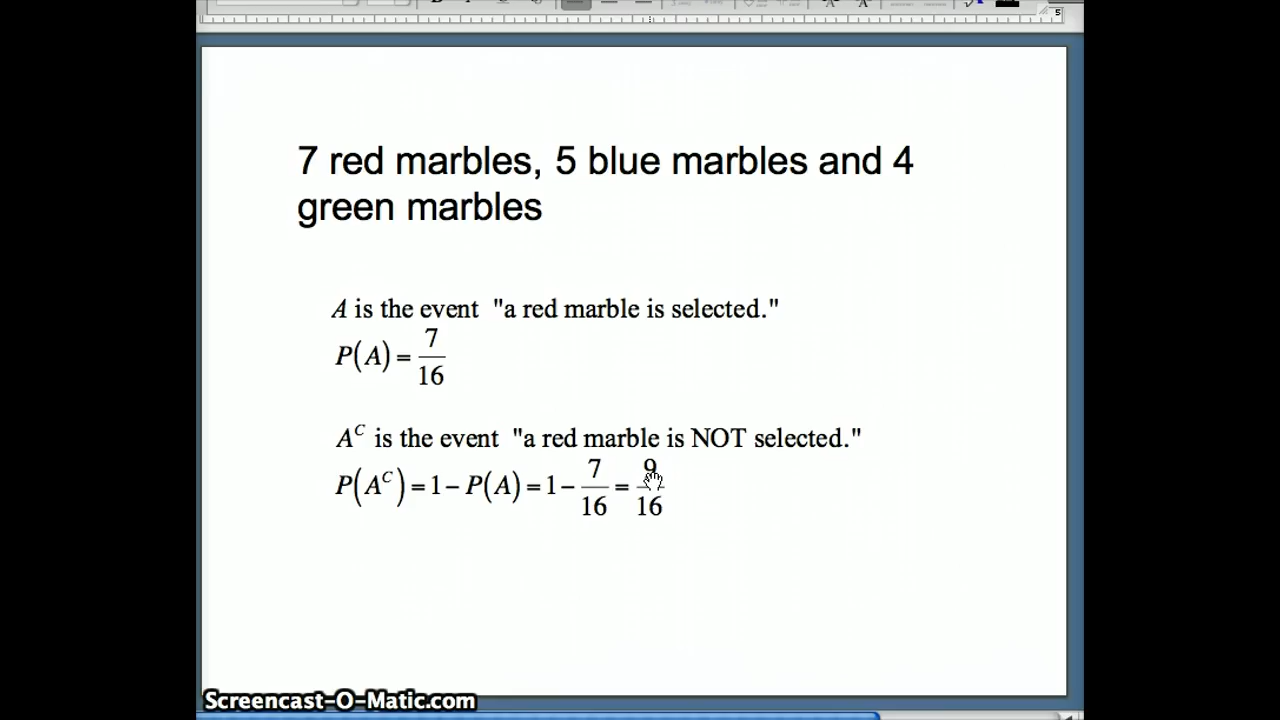 5
7 red marbles, 5 blue marbles and 4
green marbles
A is the event "a red marble is selected."
P(A) = 7/16
A^C is the event "a red marble is NOT selected."
P(A^C) = 1 − P(A) = 1 − 7/16 = 9/16
Screencast-O-Matic.com